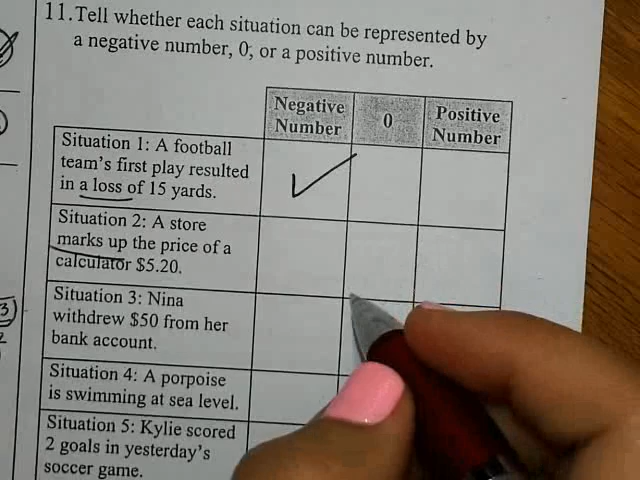 11. Tell whether each situation can be represented by
a negative number, 0, or a positive number.
Negative
Number
0
Positive
Number
Situation 1: A football
team's first play resulted
in a loss of 15 yards.
Situation 2: A store
marks up the price of a
calculator $5.20.
Situation 3: Nina
withdrew $50 from her
bank account.
Situation 4: A porpoise
is swimming at sea level.
Situation 5: Kylie scored
2 goals in yesterday's
soccer game.
3